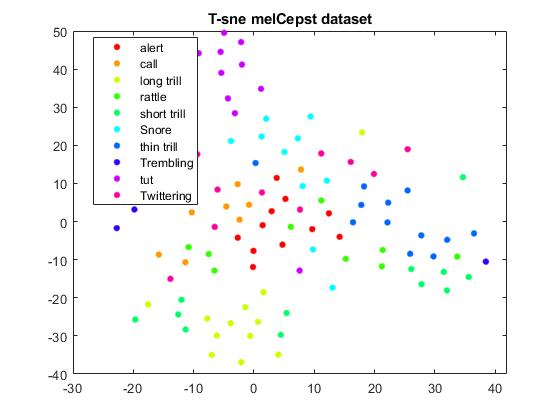 T-sne melCepst dataset
50
40
30
20
10
0
-10
-20
-30
-40
alert
call
long trill
rattle
short trill
Snore
thin trill
Trembling
tut
Twittering
-30 -20 -10 0 10 20 30 40